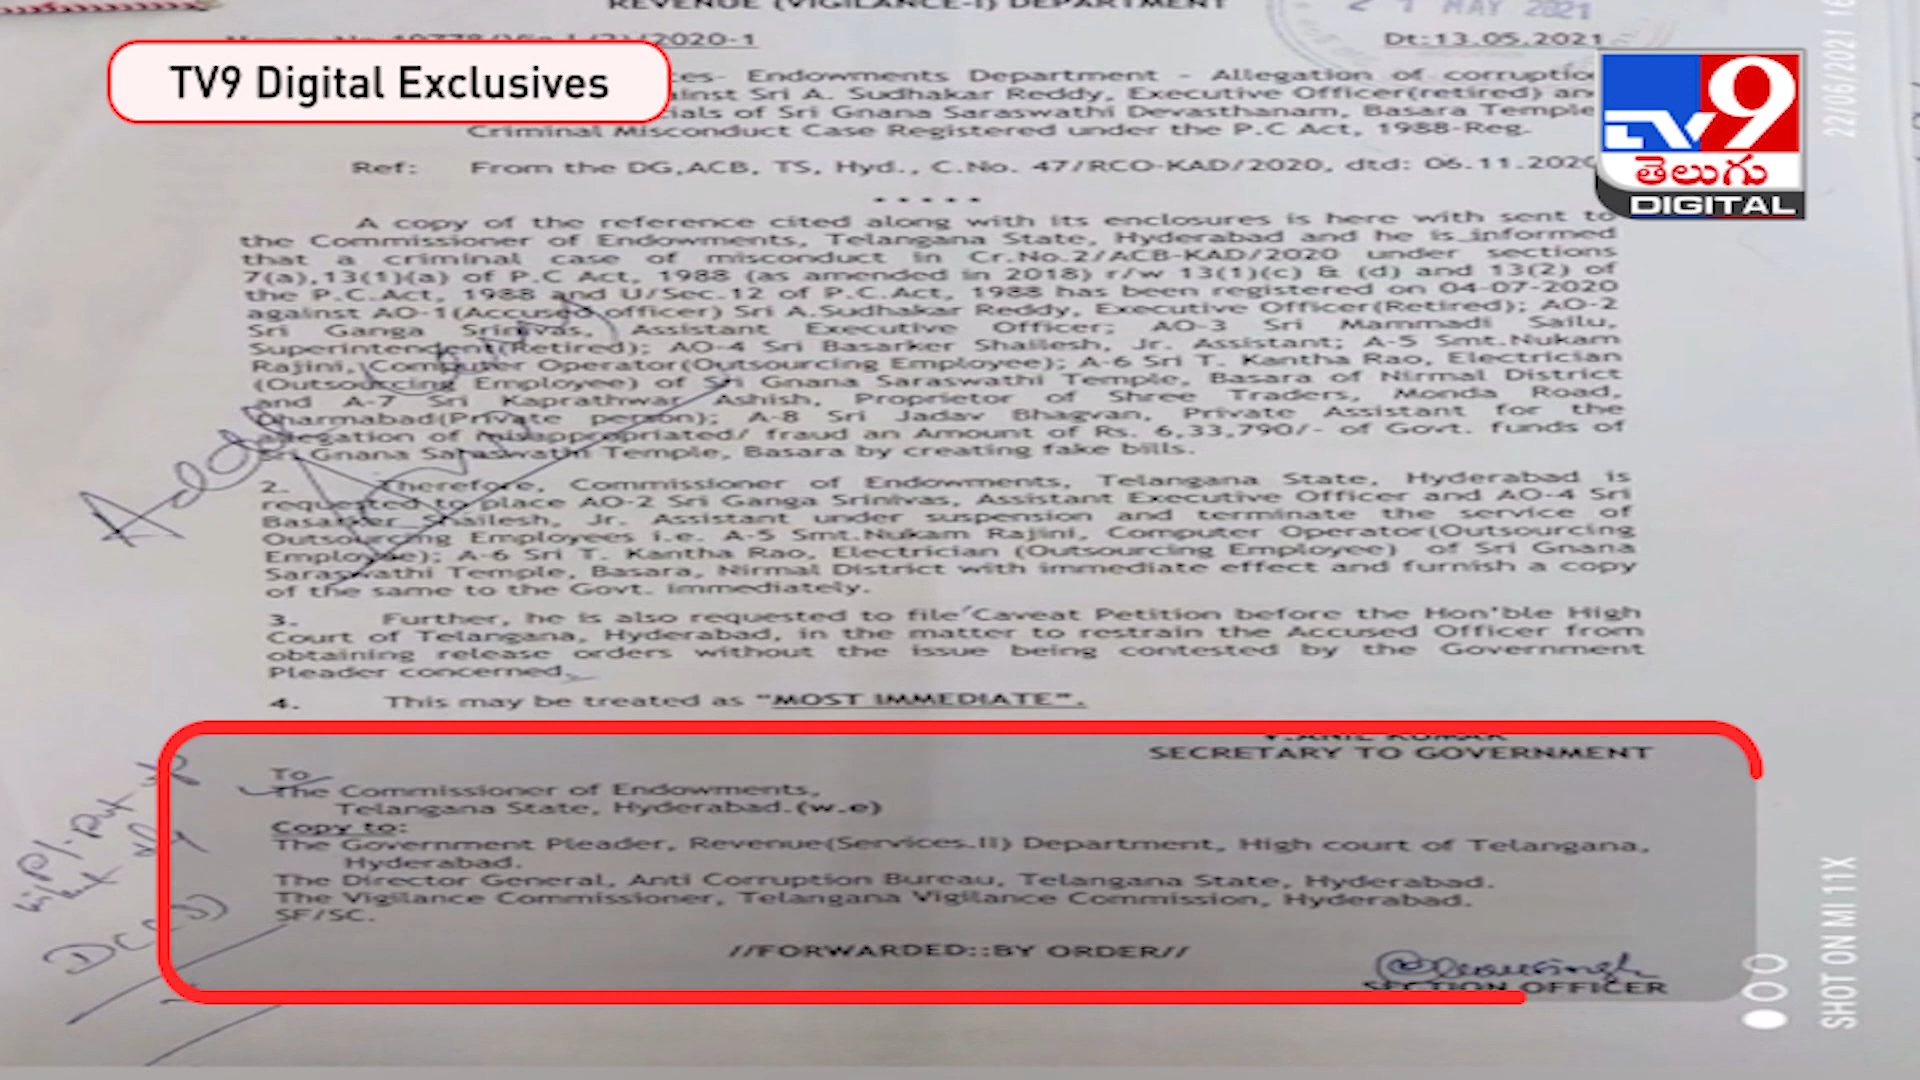 REVENUE (VIGILANCE-I) DEPARTMENT
21 MAY 2021
Memo No.10778/Vig.I/(2)/2020-1
Dt:13.05.2021
TV9 Digital Exclusives
TV9
తెలుగు
DIGITAL
Endowments Department - Allegation of
Sri A. Sudhakar Reddy, Executive Officer(retired)
of Sri Gnana Saraswathi Devasthanam, Basara Temple
Criminal Misconduct Case Registered under the P.C Act, 1988-Reg.
Ref: From the DG,ACB, TS, Hyd., C.No. 47/RCO-KAD/2020, dtd: 06.11.2020
*****
A copy of the reference cited along with its enclosures is here with sent to
the Commissioner of Endowments, Telangana State, Hyderabad and he is informed
that a criminal case of misconduct in Cr.No.2/ACB-KAD/2020 under sections
7(a),13(1)(a) of P.C Act, 1988 (as amended in 2018) r/w 13(1)(c) & (d) and 13(2) of
the P.C.Act, 1988 and U/Sec.12 of P.C.Act, 1988 has been registered on 04-07-2020
against AO-1(Accused officer) Sri A.Sudhakar Reddy, Executive Officer(Retired); AO-2
Sri Ganga Srinivas, Assistant Executive Officer; AO-3 Sri Mammadi Sailu,
Superintendent(Retired); AO-4 Sri Basarker Shailesh, Jr. Assistant; A-5 Smt.Nukam
Rajini, Computer Operator(Outsourcing Employee); A-6 Sri T. Kantha Rao, Electrician
(Outsourcing Employee) of Sri Gnana Saraswathi Temple, Basara of Nirmal District
and A-7 Sri Kaprathwar Ashish, Proprietor of Shree Traders, Monda Road,
Dharmabad(Private person); A-8 Sri Jadav Bhagvan, Private Assistant for the
allegation of misappropriated/ fraud an Amount of Rs. 6,33,790/- of Govt. funds of
Sri Gnana Saraswathi Temple, Basara by creating fake bills.
2. Therefore, Commissioner of Endowments, Telangana State, Hyderabad is
requested to place AO-2 Sri Ganga Srinivas, Assistant Executive Officer and AO-4 Sri
Basarker Shailesh, Jr. Assistant under suspension and terminate the service of
Outsourcing Employees i.e. A-5 Smt.Nukam Rajini, Computer Operator(Outsourcing
Employee); A-6 Sri T. Kantha Rao, Electrician (Outsourcing Employee) of Sri Gnana
Saraswathi Temple, Basara, Nirmal District with immediate effect and furnish a copy
of the same to the Govt. immediately.
3. Further, he is also requested to file Caveat Petition before the Hon'ble High
Court of Telangana, Hyderabad, in the matter to restrain the Accused Officer from
obtaining release orders without the issue being contested by the Government
Pleader concerned.
4. This may be treated as "MOST IMMEDIATE".
V.ANIL KUMAR
SECRETARY TO GOVERNMENT
To
The Commissioner of Endowments,
Telangana State, Hyderabad.(w.e)
Copy to:
The Government Pleader, Revenue(Services.II) Department, High court of Telangana,
Hyderabad.
The Director General, Anti Corruption Bureau, Telangana State, Hyderabad.
The Vigilance Commissioner, Telangana Vigilance Commission, Hyderabad.
SF/SC.
//FORWARDED::BY ORDER//
SECTION OFFICER
SHOT ON MI 11X
22/06/2021 16